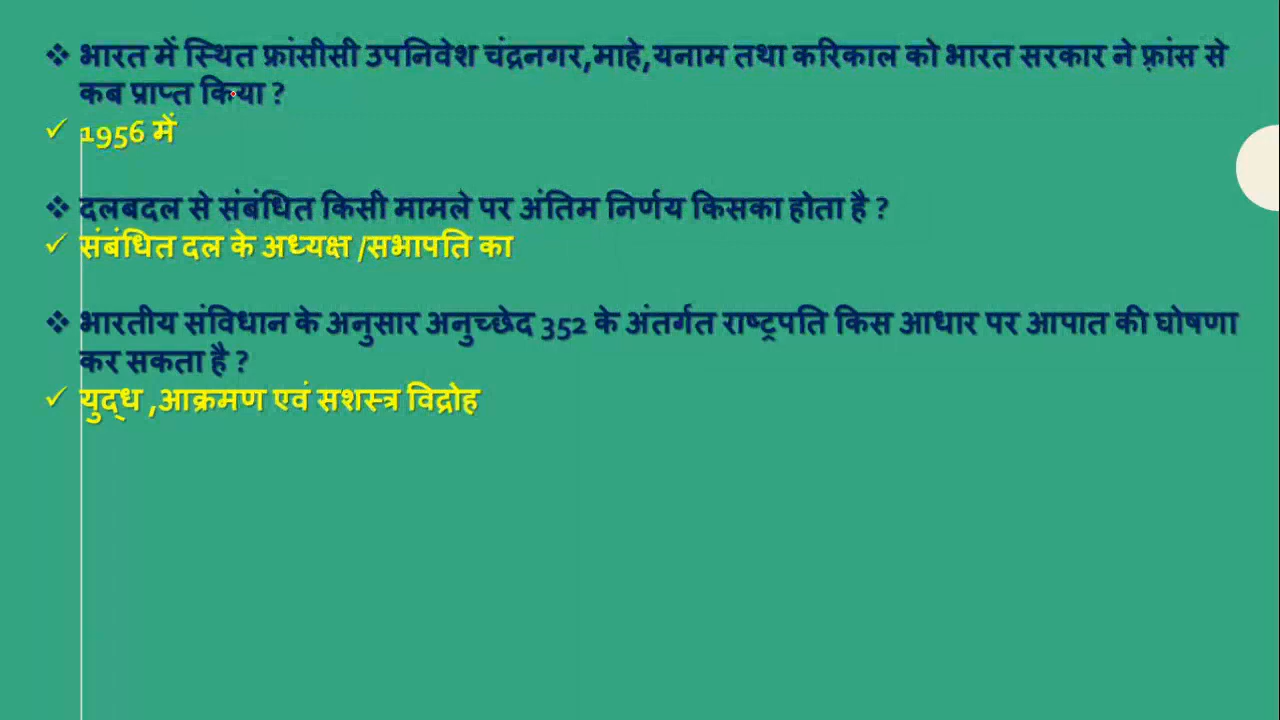 ❖ भारत में स्थित फ्रांसीसी उपनिवेश चंद्रनगर,माहे,यनाम तथा करिकाल को भारत सरकार ने फ़्रांस से
कब प्राप्त किया ?
✓ 1956 में
❖ दलबदल से संबंधित किसी मामले पर अंतिम निर्णय किसका होता है ?
✓ संबंधित दल के अध्यक्ष /सभापति का
❖ भारतीय संविधान के अनुसार अनुच्छेद 352 के अंतर्गत राष्ट्रपति किस आधार पर आपात की घोषणा
कर सकता है ?
✓ युद्ध ,आक्रमण एवं सशस्त्र विद्रोह